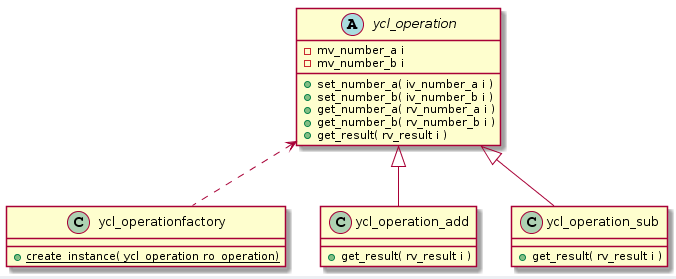 A ycl_operation
mv_number_a i
mv_number_b i
set_number_a( iv_number_a i )
set_number_b( iv_number_b i )
get_number_a( rv_number_a i )
get_number_b( rv_number_b i )
get_result( rv_result i )
C ycl_operationfactory
create_instance( ycl_operation ro_operation)
C ycl_operation_add
get_result( rv_result i )
C ycl_operation_sub
get_result( rv_result i )